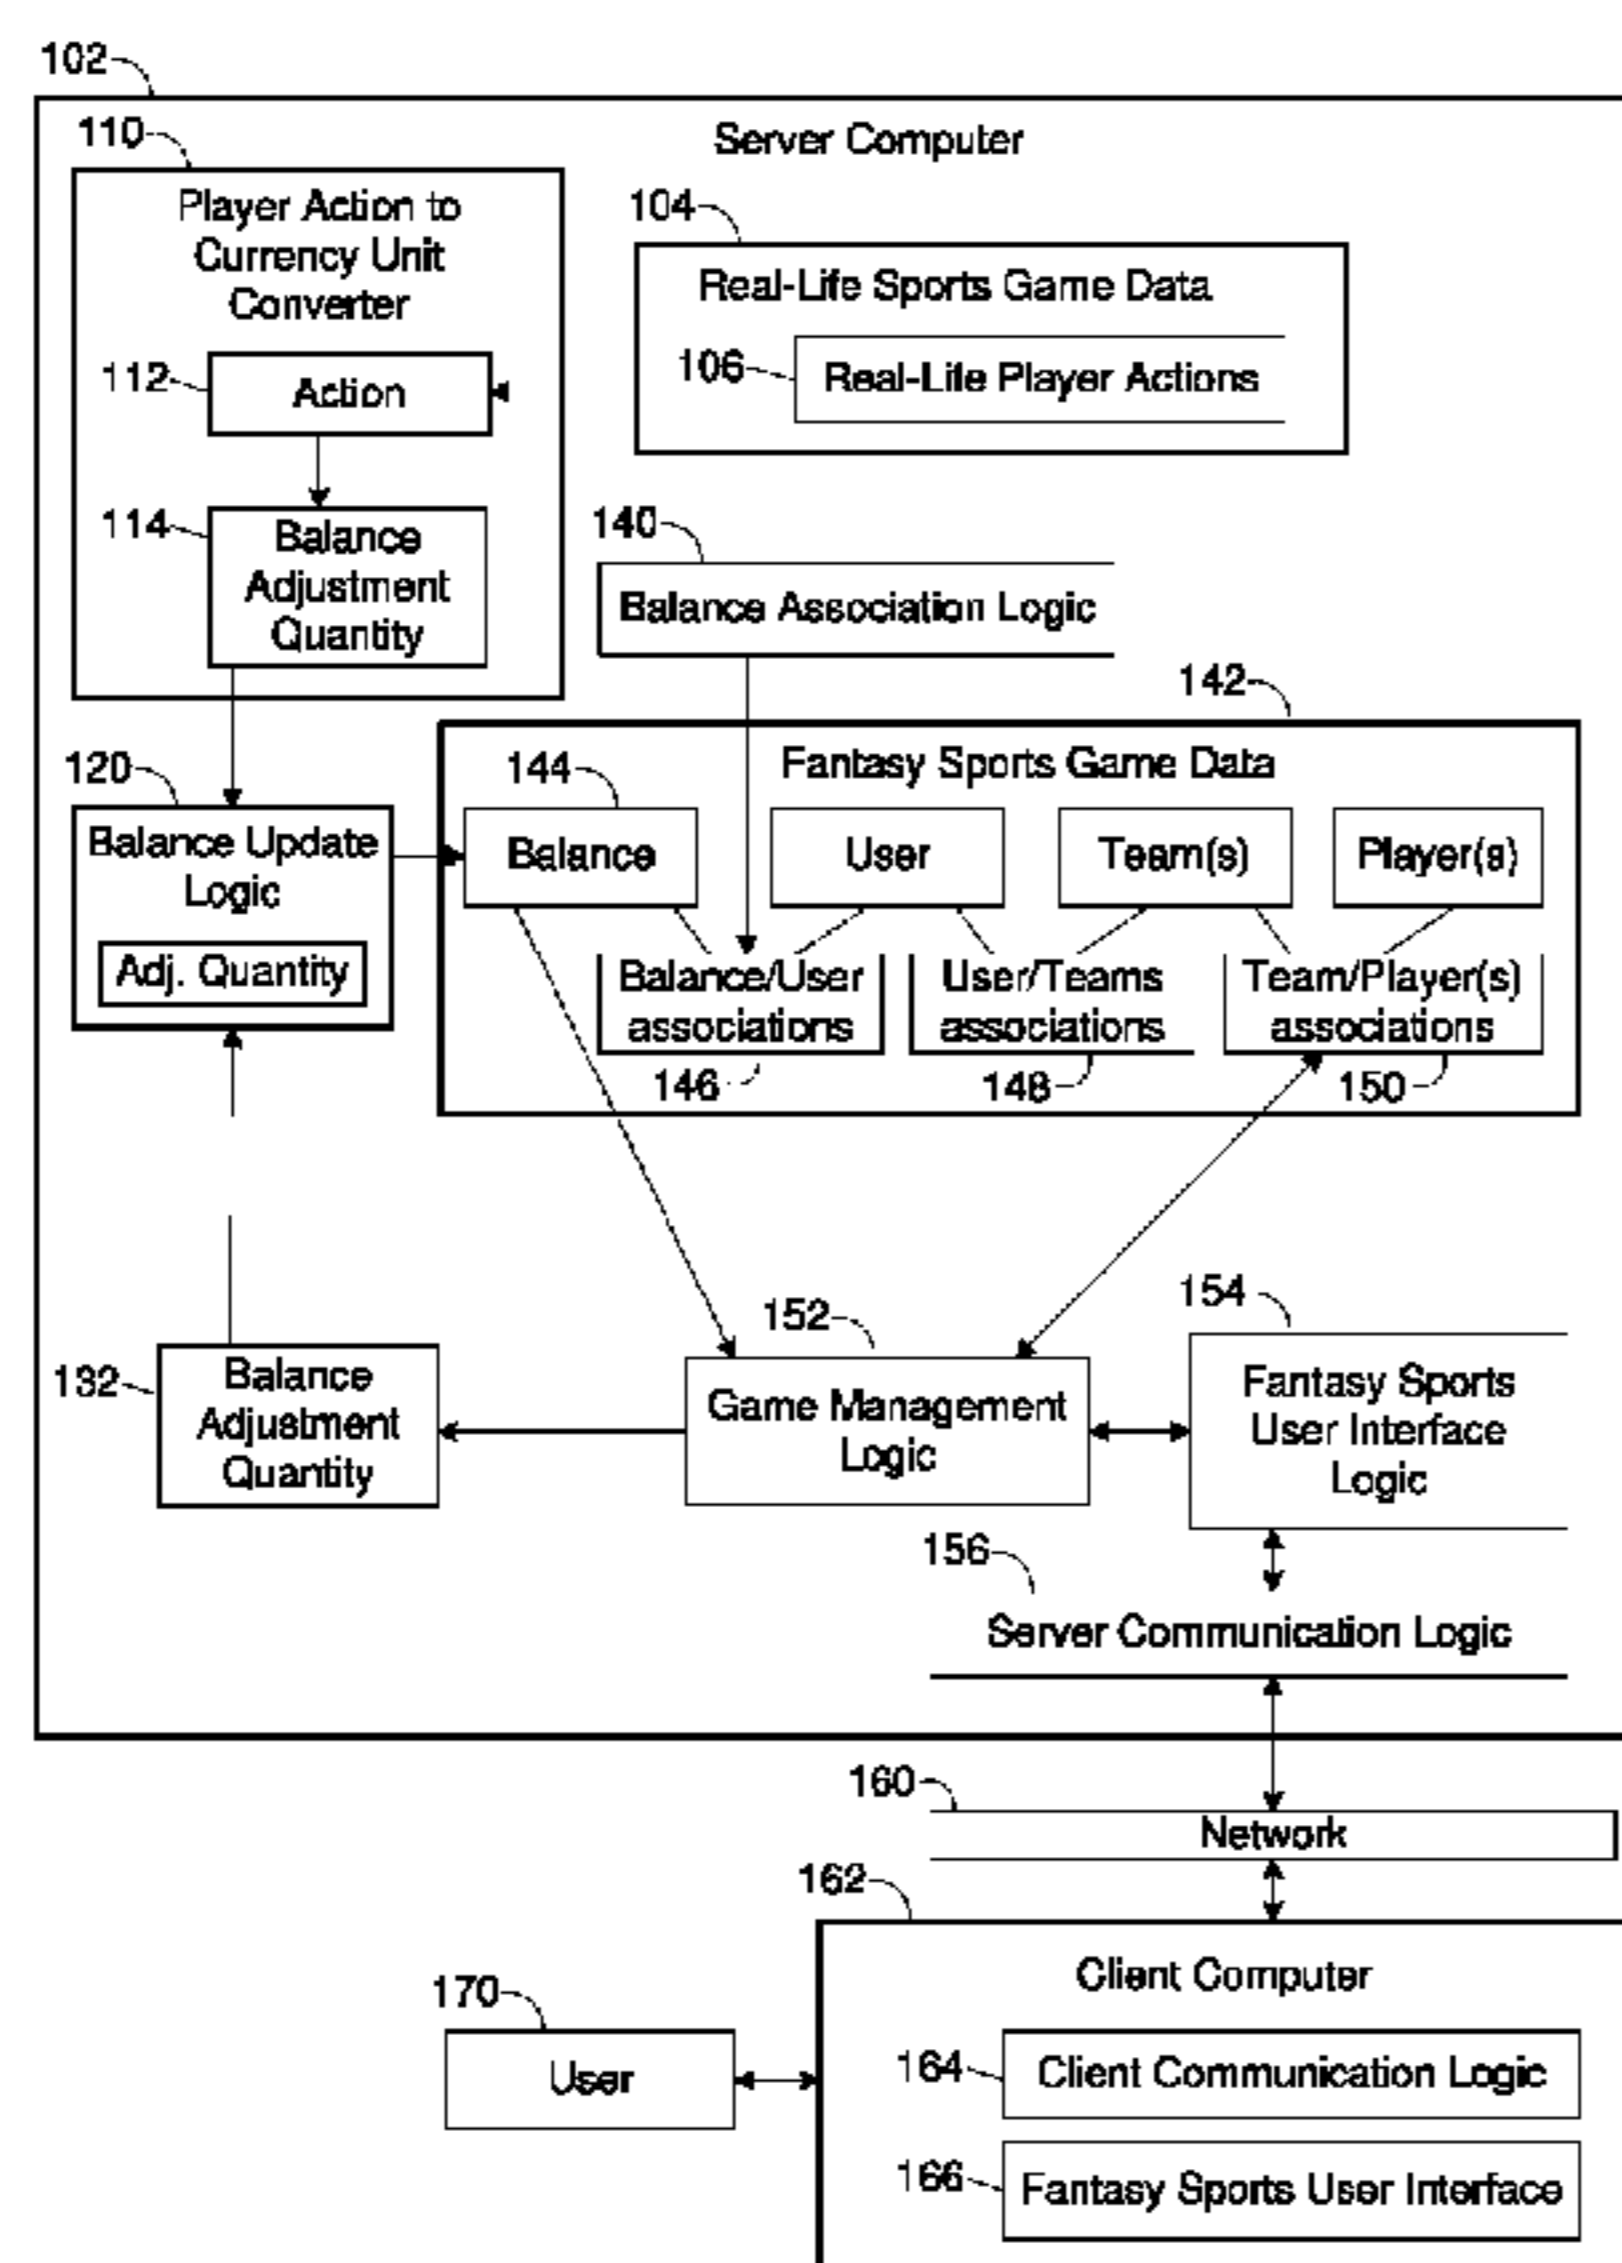 102
Server Computer
110
Player Action to
Currency Unit
Converter
112
Action
114
Balance
Adjustment
Quantity
104
Real-Life Sports Game Data
106
Real-Life Player Actions
140
Balance Association Logic
142
Fantasy Sports Game Data
120
Balance Update
Logic
Adj. Quantity
144
Balance
User
Team(s)
Player(s)
Balance/User
associations
User/Teams
associations
Team/Player(s)
associations
146
148
150
132
Balance
Adjustment
Quantity
152
Game Management
Logic
154
Fantasy Sports
User Interface
Logic
156
Server Communication Logic
160
Network
162
Client Computer
170
User
164
Client Communication Logic
166
Fantasy Sports User Interface